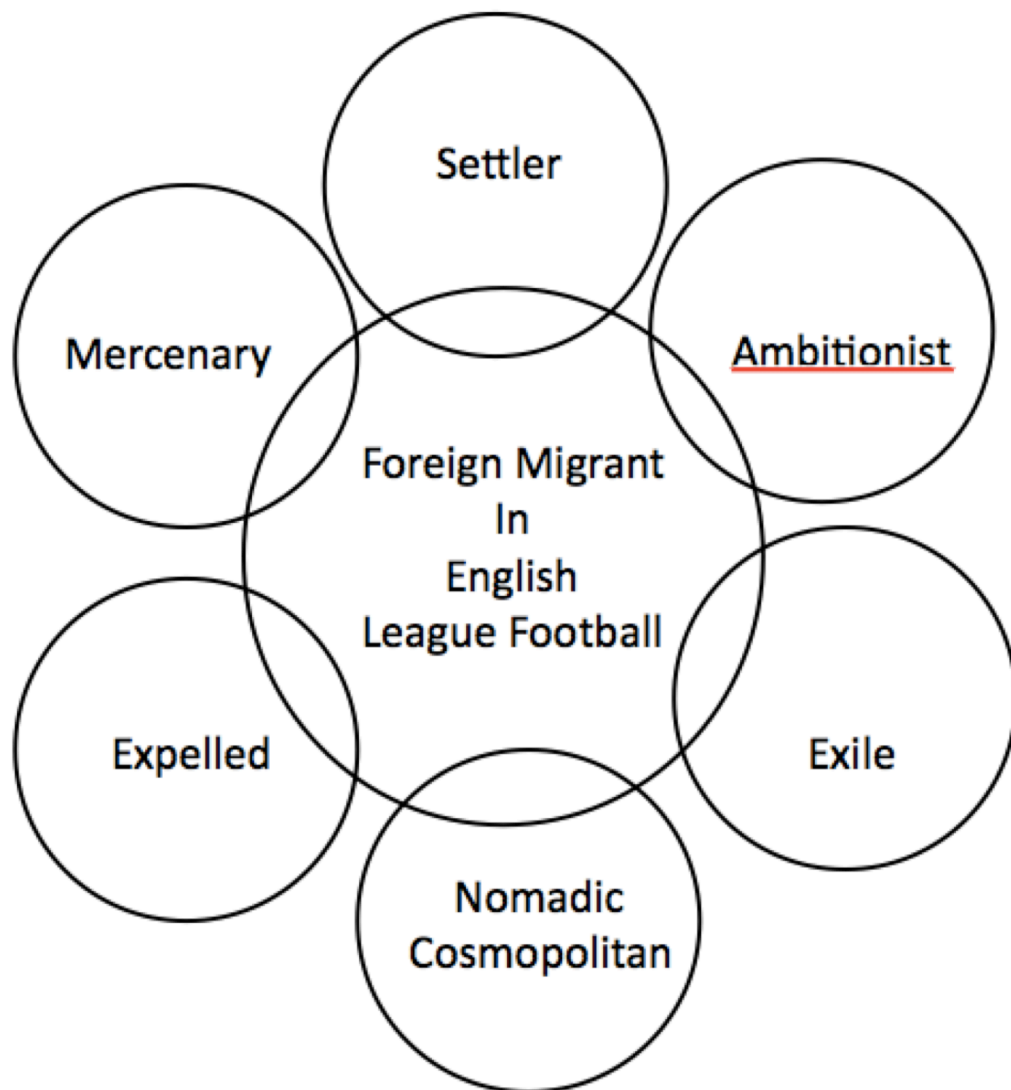 Settler
Mercenary
Ambitionist
Foreign Migrant
In
English
League Football
Expelled
Exile
Nomadic
Cosmopolitan